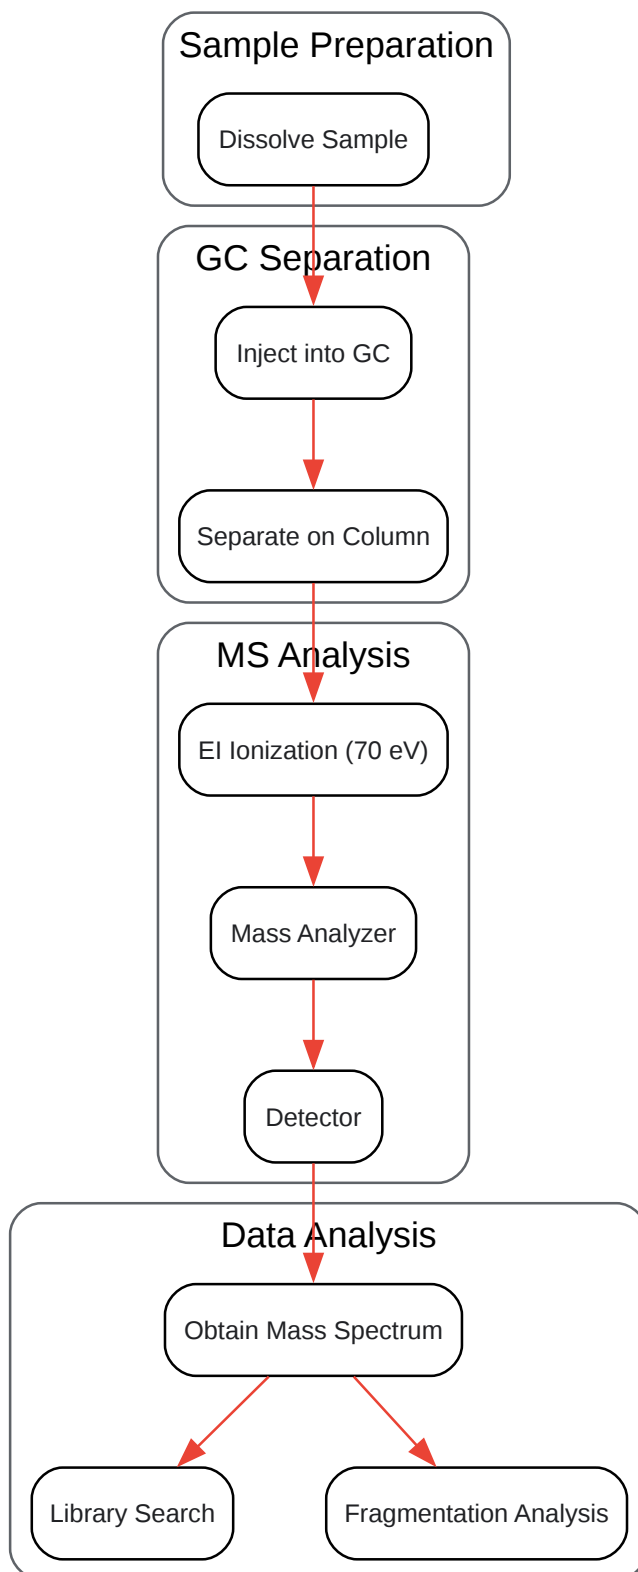 Sample Preparation
Dissolve Sample
GC Separation
Inject into GC
Separate on Column
MS Analysis
EI Ionization (70 eV)
Mass Analyzer
Detector
Data Analysis
Obtain Mass Spectrum
Library Search
Fragmentation Analysis